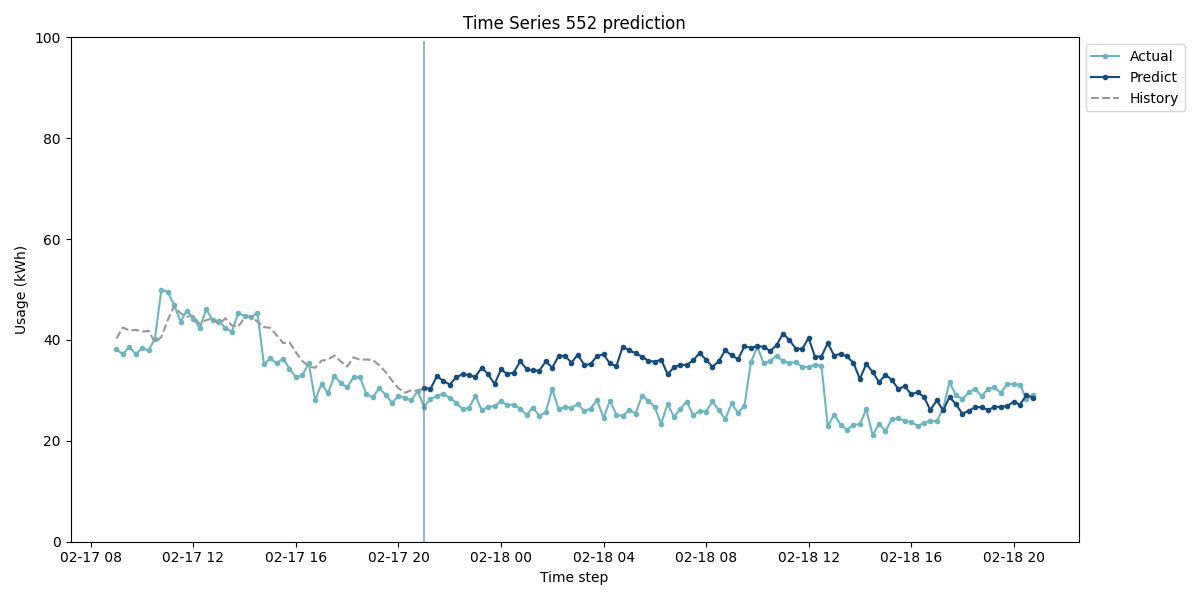 Time Series 552 prediction
100
80
60
40
20
0
Usage (kWh)
02-17 08 02-17 12 02-17 16 02-17 20 02-18 00 02-18 04 02-18 08 02-18 12 02-18 16 02-18 20
Time step
Actual
Predict
History